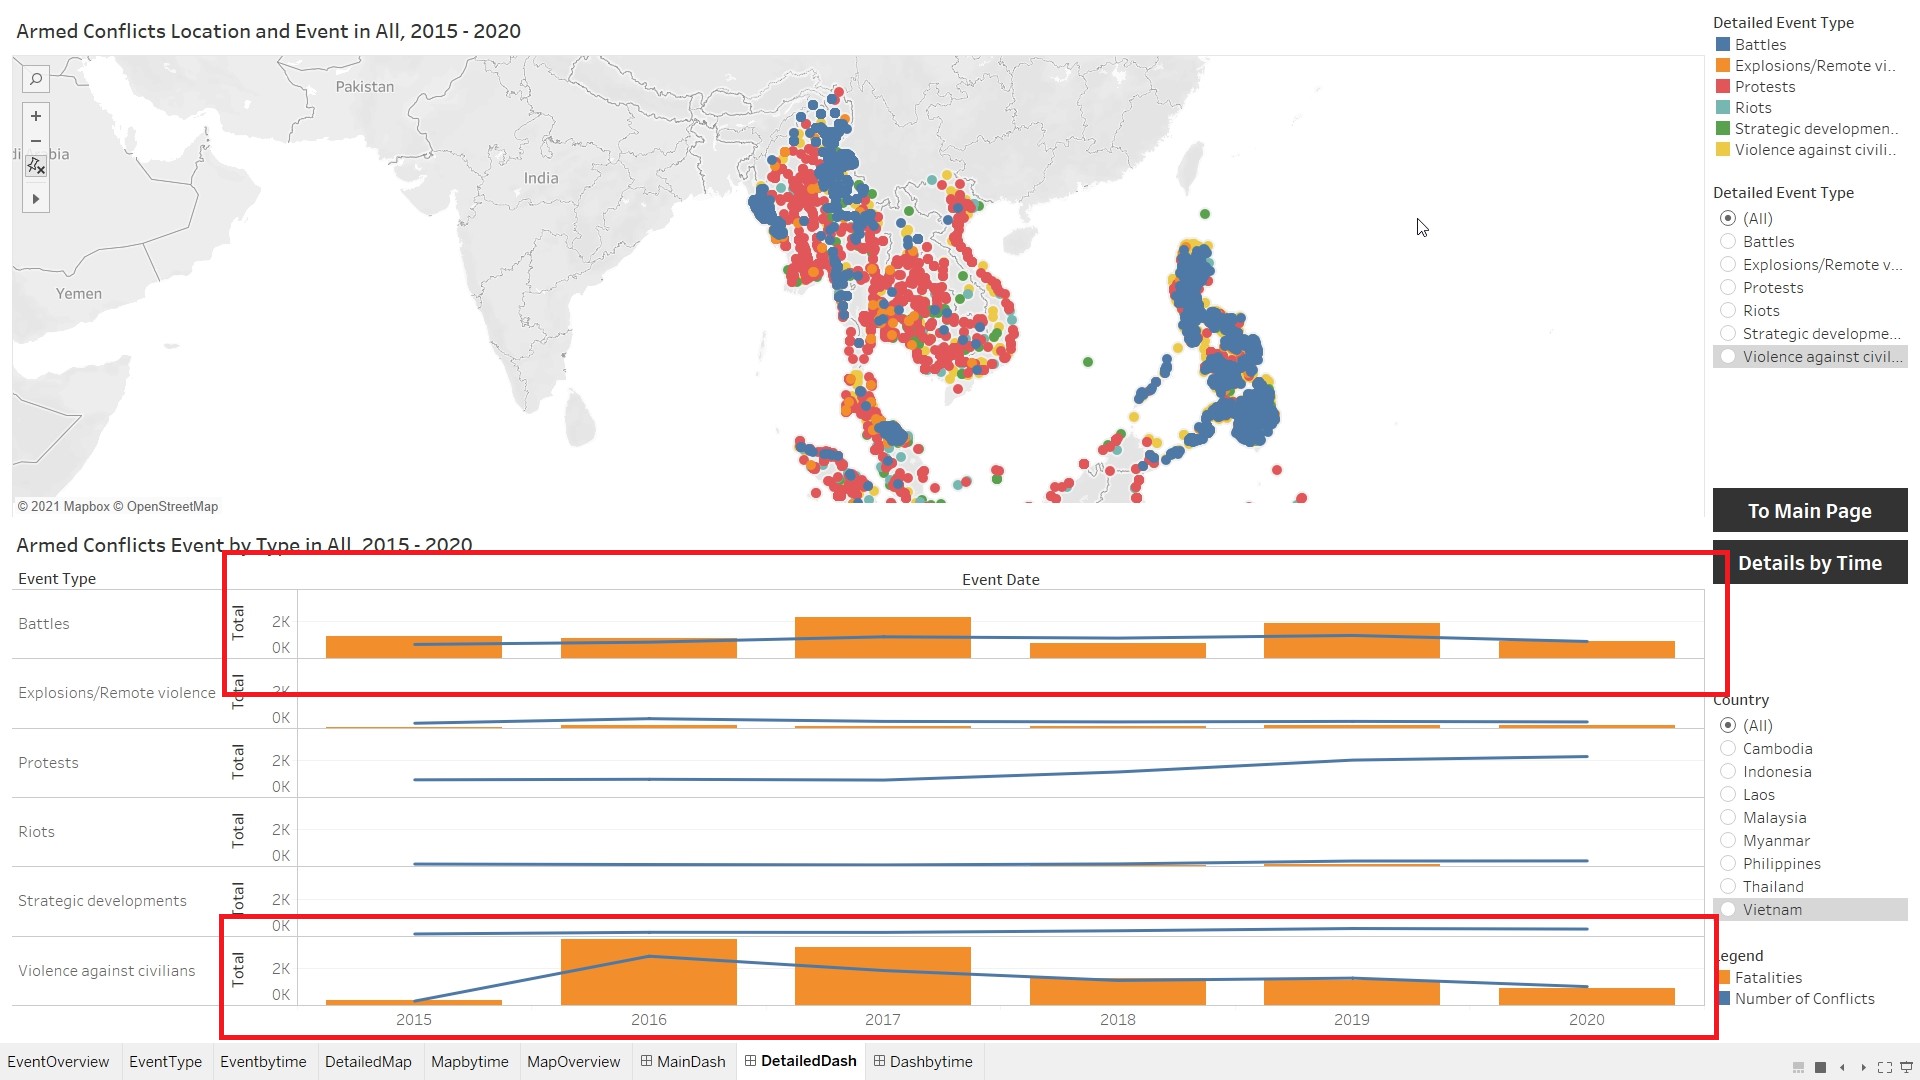 Armed Conflicts Location and Event in All, 2015 - 2020
Pakistan
India
Yemen
© 2021 Mapbox © OpenStreetMap
Detailed Event Type
Battles
Explosions/Remote vi..
Protests
Riots
Strategic developmen..
Violence against civili..
Detailed Event Type
(All)
Battles
Explosions/Remote v...
Protests
Riots
Strategic developme...
Violence against civil...
To Main Page
Details by Time
Armed Conflicts Event by Type in All, 2015 - 2020
Event Type
Event Date
Battles
Total
2K
0K
Explosions/Remote violence
Total
2K
0K
Protests
Total
2K
0K
Riots
Total
2K
0K
Strategic developments
Total
2K
0K
Violence against civilians
Total
2K
0K
2015 2016 2017 2018 2019 2020
Country
(All)
Cambodia
Indonesia
Laos
Malaysia
Myanmar
Philippines
Thailand
Vietnam
Legend
Fatalities
Number of Conflicts
EventOverview EventType Eventbytime DetailedMap Mapbytime MapOverview MainDash DetailedDash Dashbytime